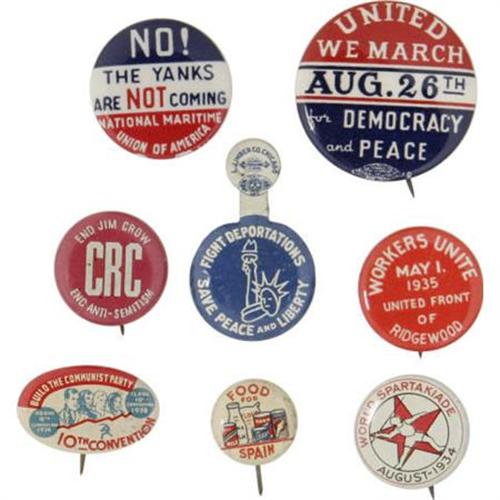 NO!
THE YANKS
ARE NOT COMING
NATIONAL MARITIME
UNION OF AMERICA
UNITED
WE MARCH
AUG. 26TH
for DEMOCRACY
and PEACE
END JIM CROW
CRC
END ANTI-SEMITISM
FIGHT DEPORTATIONS
SAVE PEACE AND LIBERTY
WORKERS UNITE
MAY 1.
1935
UNITED FRONT
OF
RIDGEWOOD
BUILD THE COMMUNIST PARTY
10TH CONVENTION
FOOD
FOR
MILK
SPAIN
WORLD SPARTAKIADE
AUGUST-1934